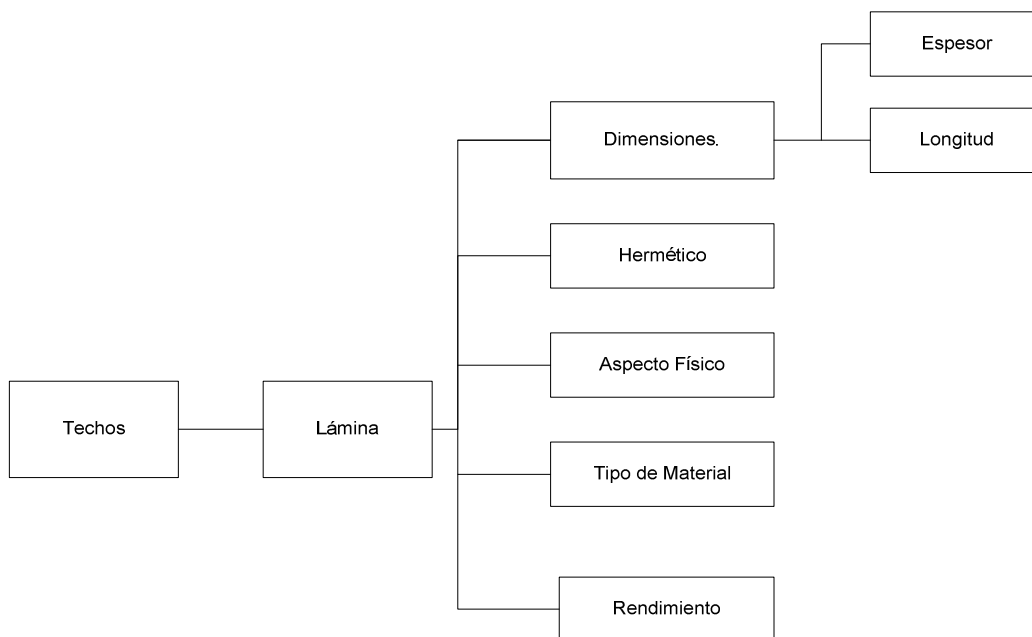 Espesor
Dimensiones.
Longitud
Hermético
Aspecto Físico
Techos
Lámina
Tipo de Material
Rendimiento